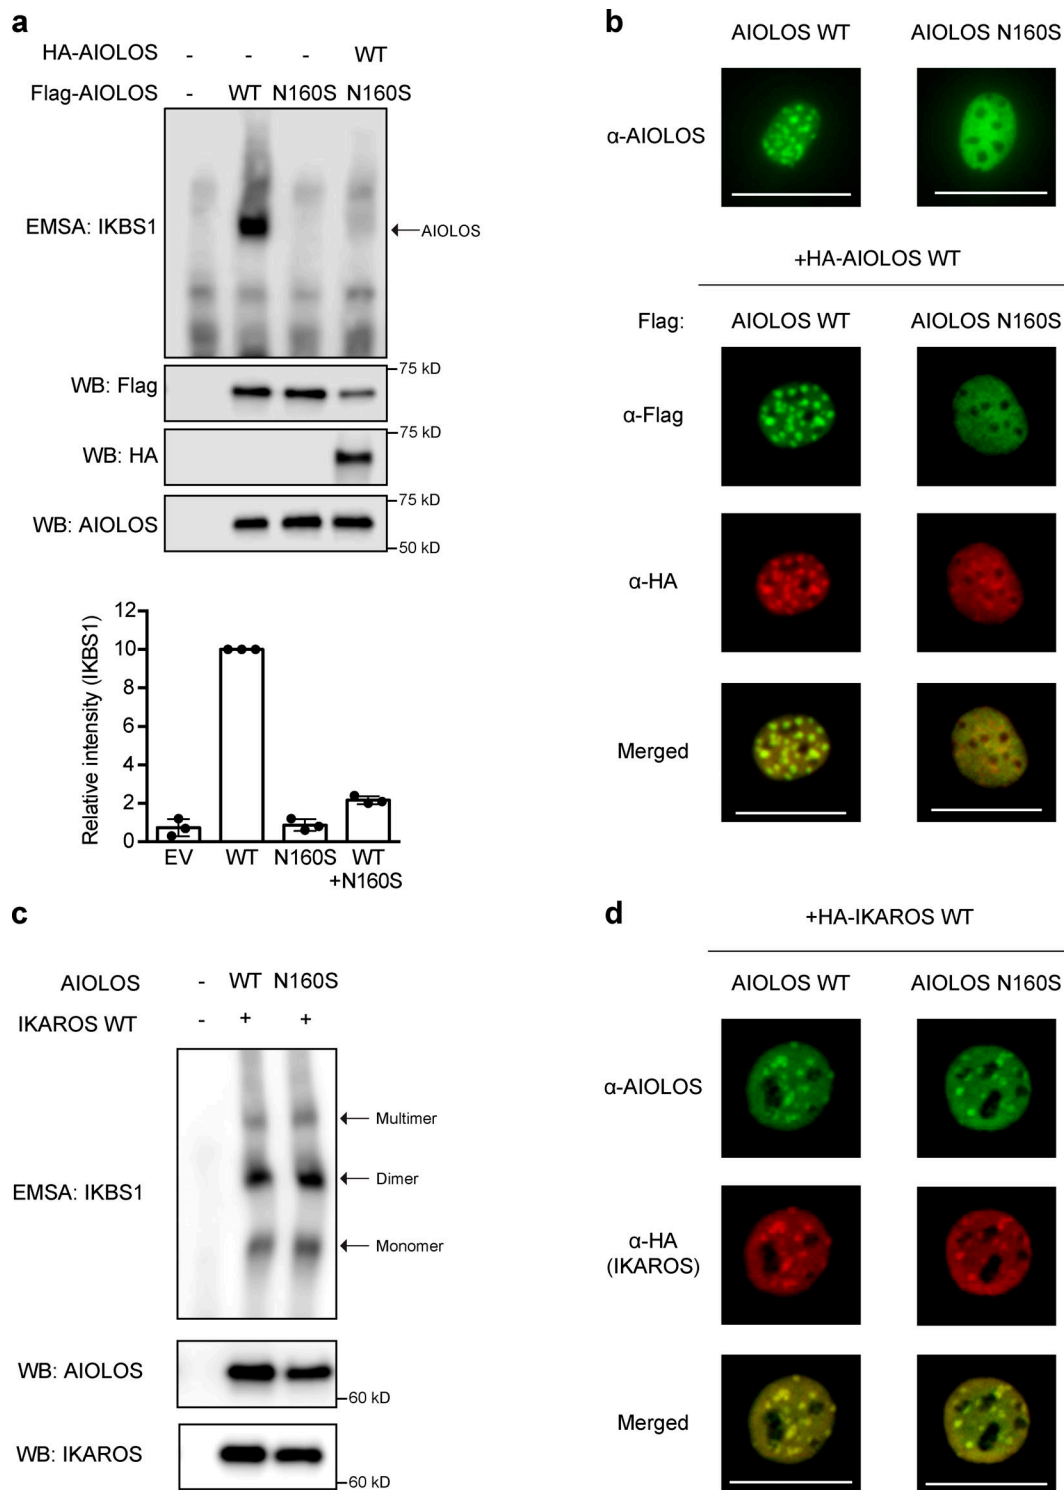 a
HA-AIOLOS - - - WT
Flag-AIOLOS - WT N160S N160S
EMSA: IKBS1
AIOLOS
WB: Flag
75 kD
WB: HA
75 kD
WB: AIOLOS
75 kD
50 kD
Relative intensity (IKBS1)
12
10
8
6
4
2
0
EV WT N160S WT
+N160S
b
AIOLOS WT AIOLOS N160S
α-AIOLOS
+HA-AIOLOS WT
Flag: AIOLOS WT AIOLOS N160S
α-Flag
α-HA
Merged
c
AIOLOS - WT N160S
IKAROS WT - + +
EMSA: IKBS1
Multimer
Dimer
Monomer
WB: AIOLOS
60 kD
WB: IKAROS
60 kD
d
+HA-IKAROS WT
AIOLOS WT AIOLOS N160S
α-AIOLOS
α-HA
(IKAROS)
Merged